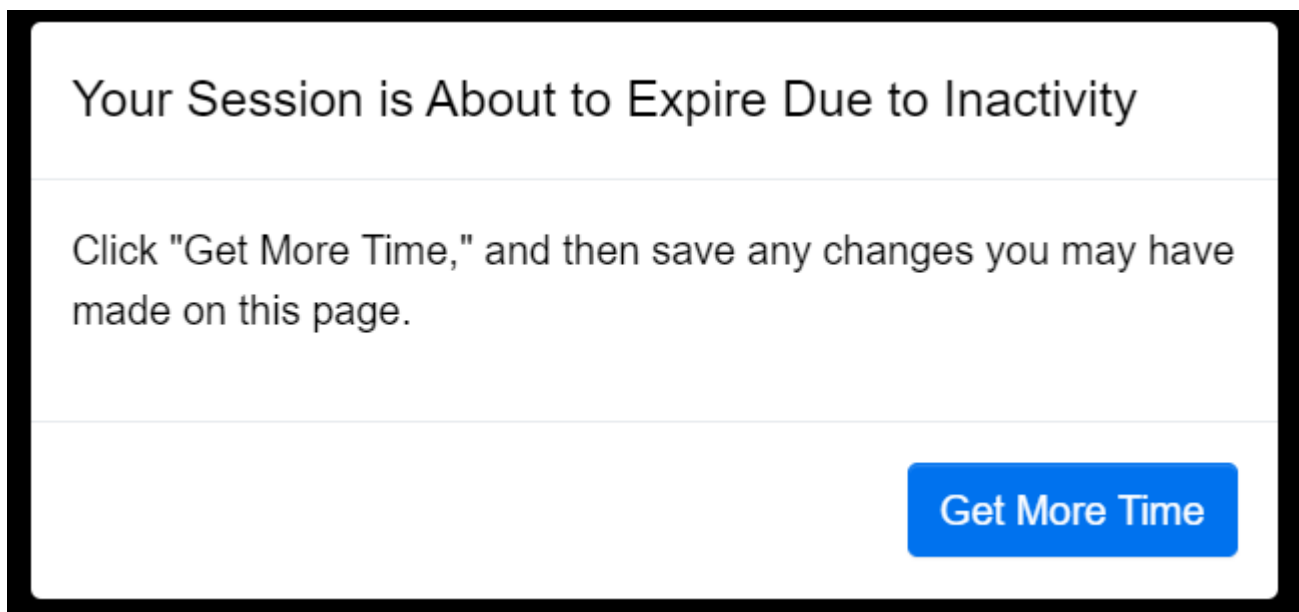 Your Session is About to Expire Due to Inactivity
Click "Get More Time," and then save any changes you may have
made on this page.
Get More Time